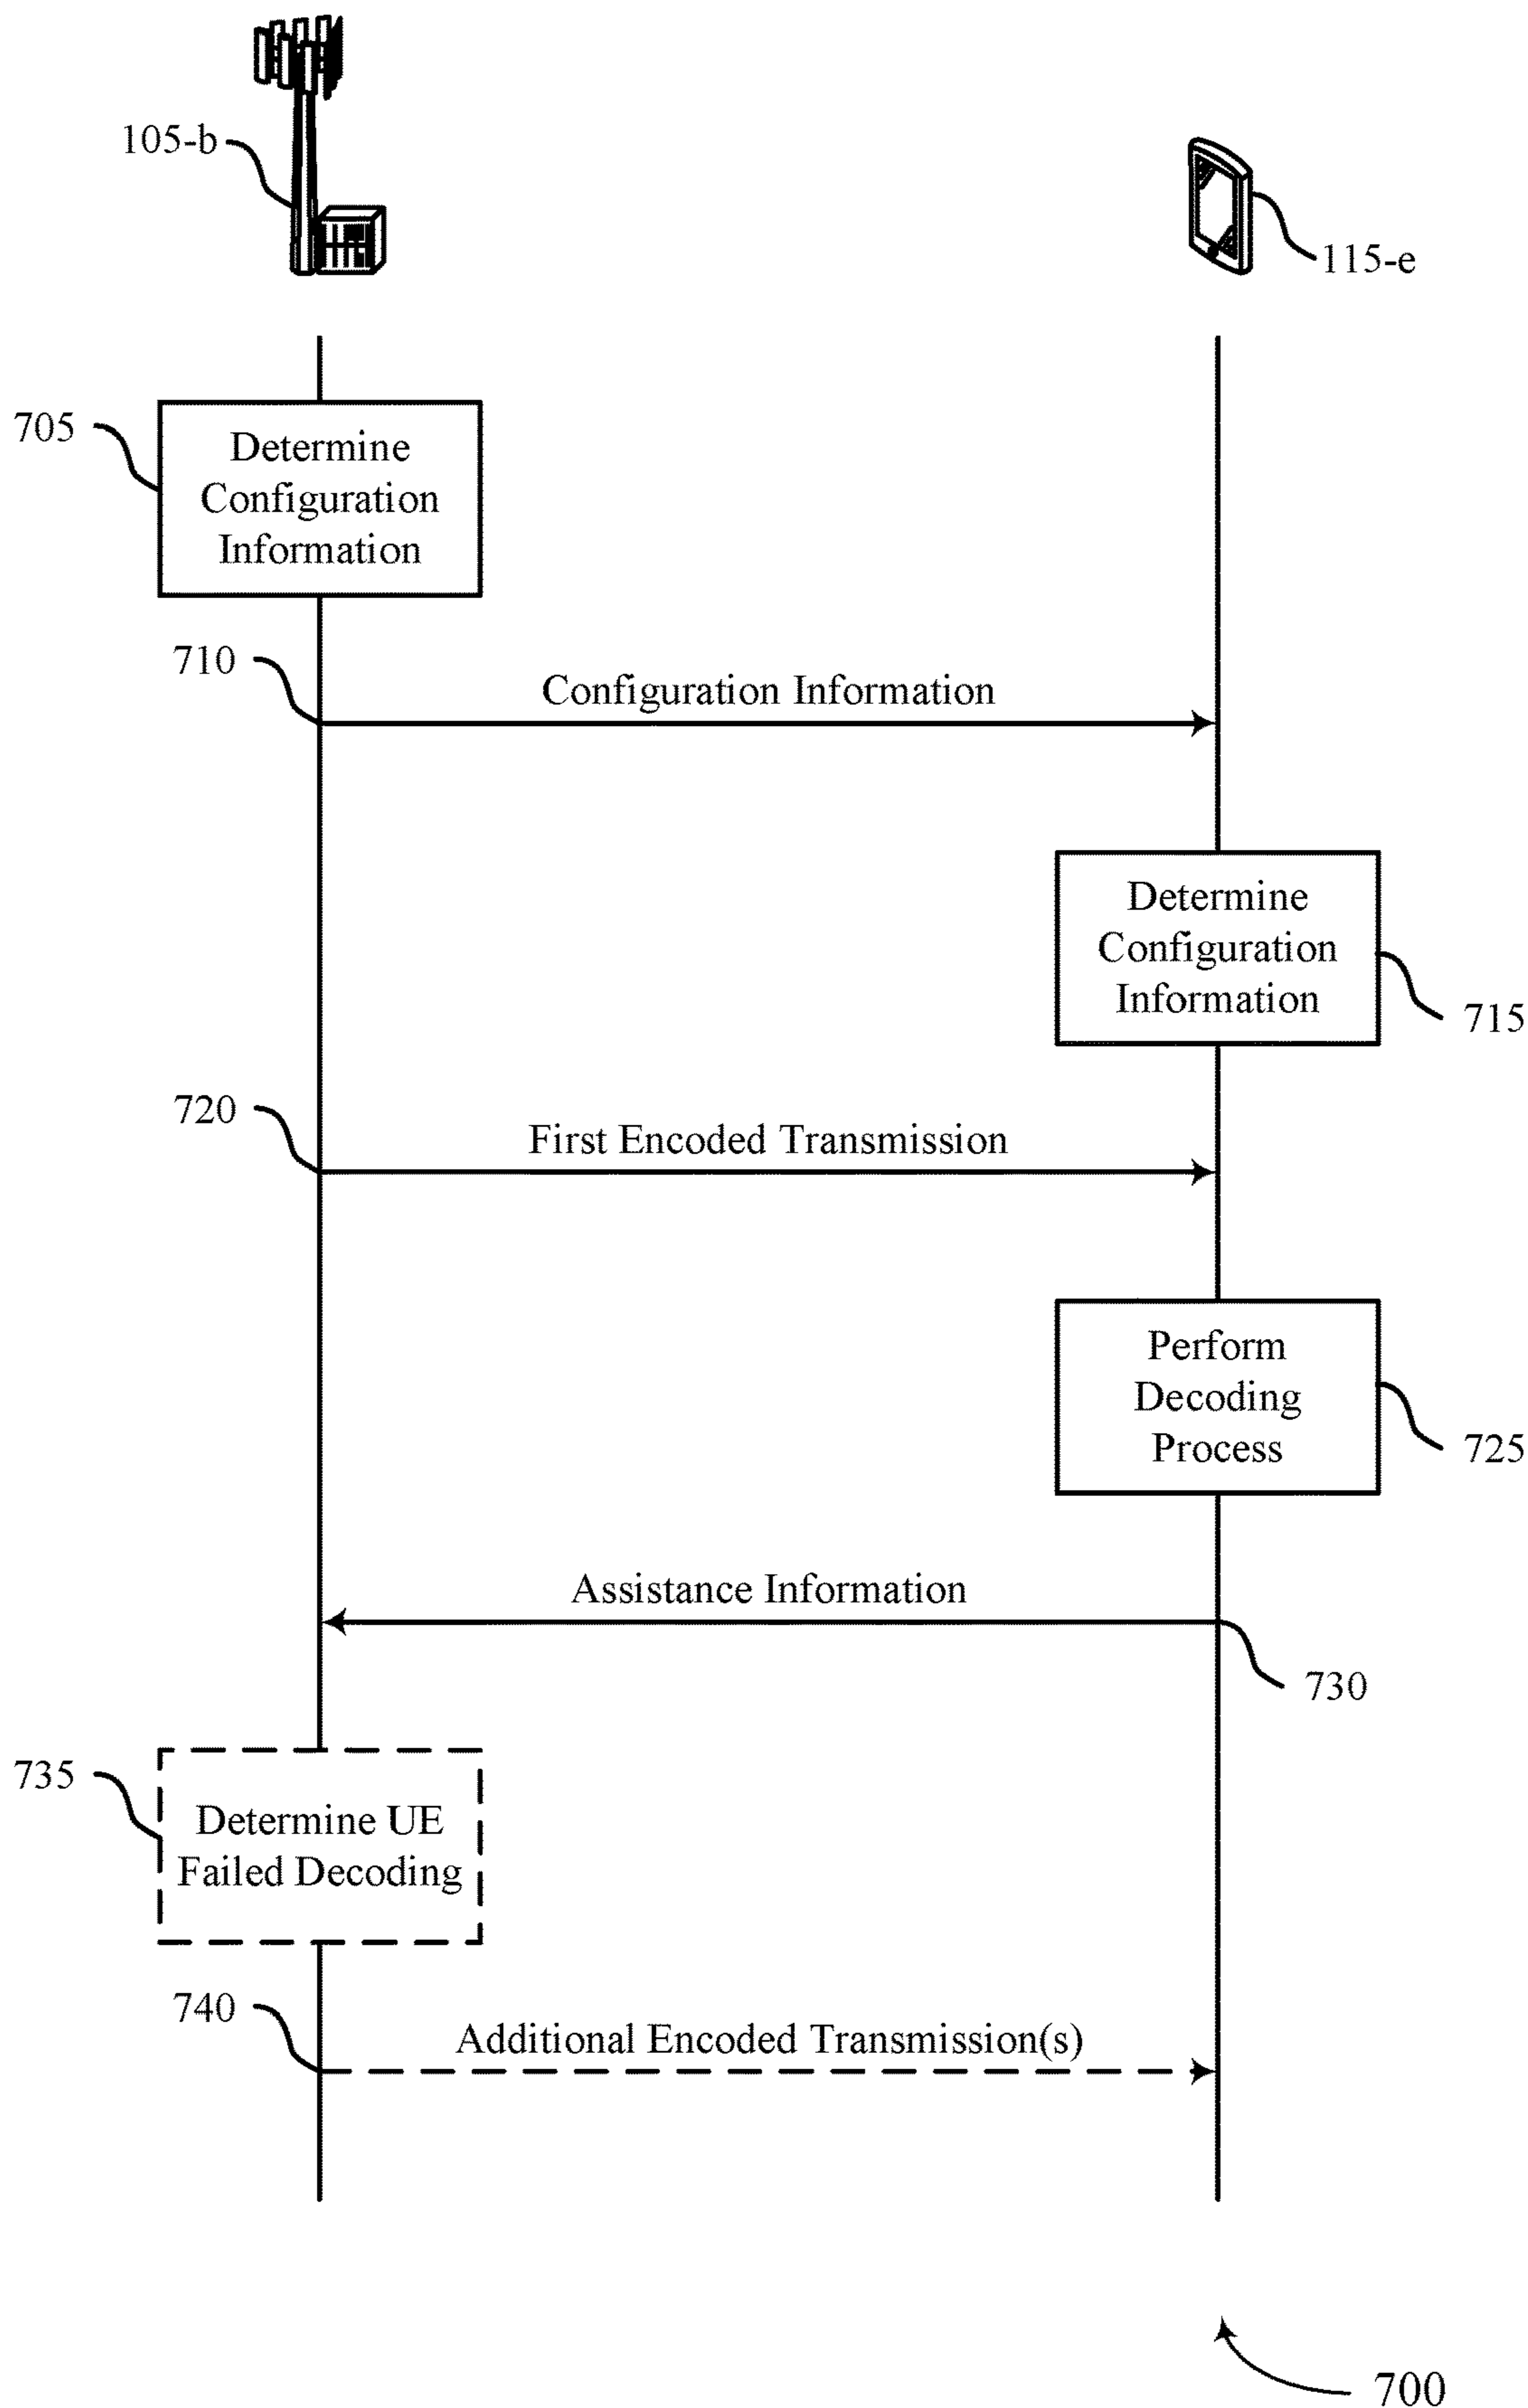 105-b
115-e
705
Determine
Configuration
Information
710
Configuration Information
Determine
Configuration
Information
715
720
First Encoded Transmission
Perform
Decoding
Process
725
Assistance Information
730
735
Determine UE
Failed Decoding
740
Additional Encoded Transmission(s)
700